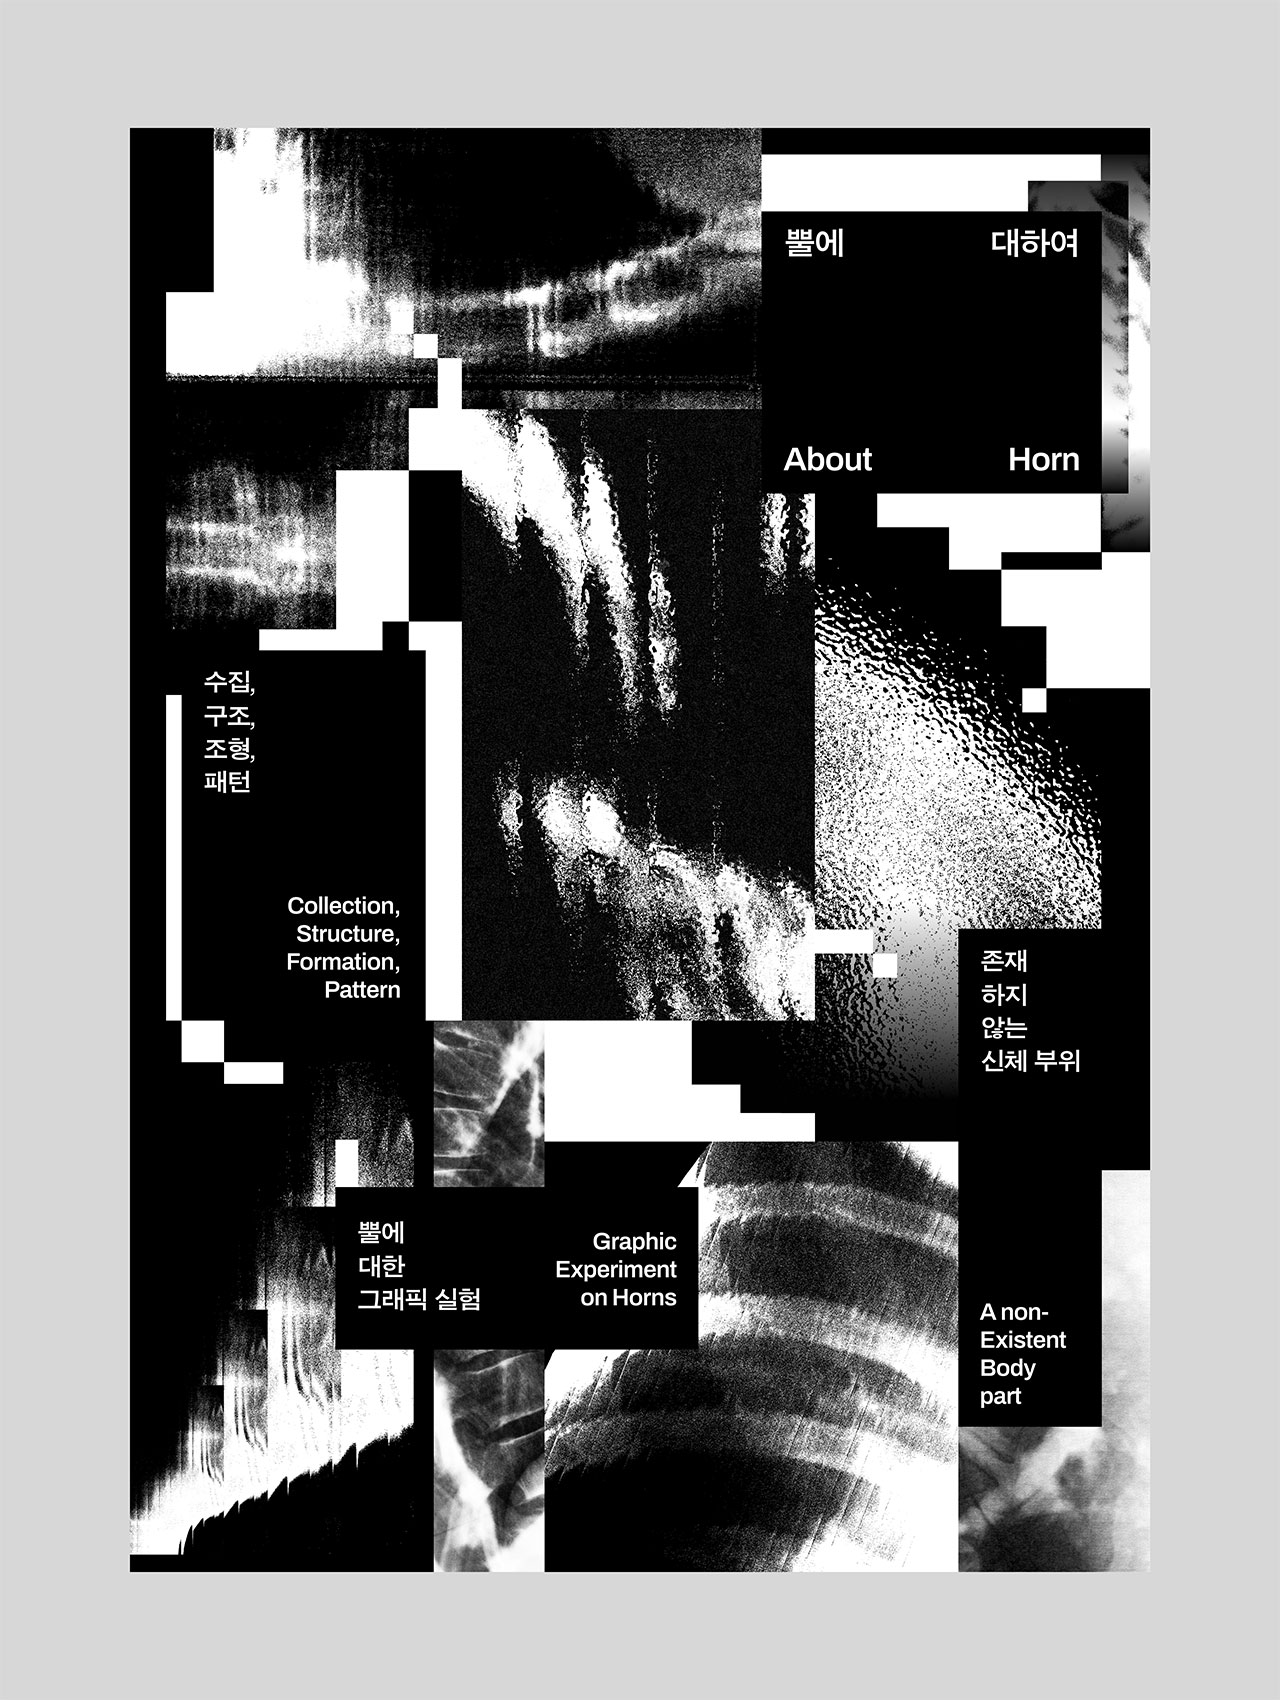 뿔에 대하여
About Horn
수집,
구조,
조형,
패턴
Collection,
Structure,
Formation,
Pattern
존재
하지
않는
신체 부위
A non-
Existent
Body
part
뿔에
대한
그래픽 실험
Graphic
Experiment
on Horns